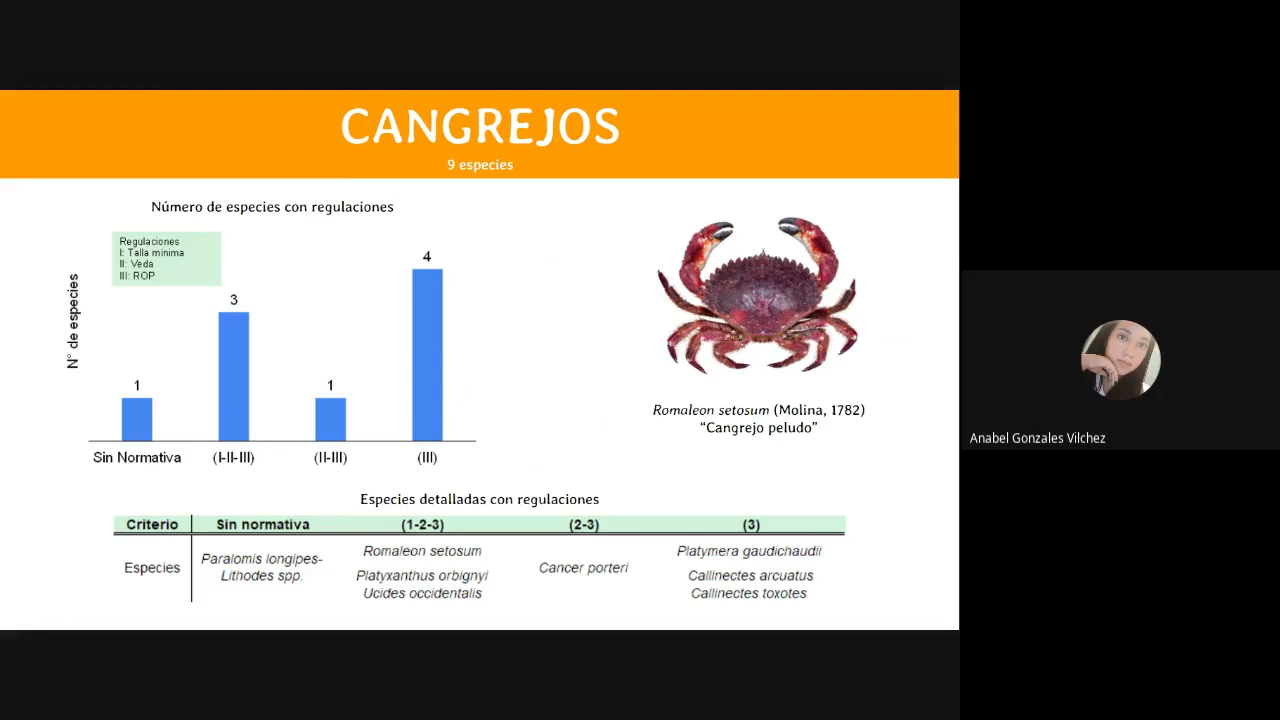 CANGREJOS
9 especies
Número de especies con regulaciones
Regulaciones
I: Talla minima
II: Veda
III: ROP
N° de especies
1
3
1
4
Sin Normativa
(I-II-III)
(II-III)
(III)
Romaleon setosum (Molina, 1782)
“Cangrejo peludo”
Anabel Gonzales Vilchez
Especies detalladas con regulaciones
Criterio Sin normativa (1-2-3) (2-3) (3)
Especies
Paralomis longipes-
Lithodes spp.
Romaleon setosum
Platyxanthus orbignyi
Ucides occidentalis
Cancer porteri
Platymera gaudichaudii
Callinectes arcuatus
Callinectes toxotes